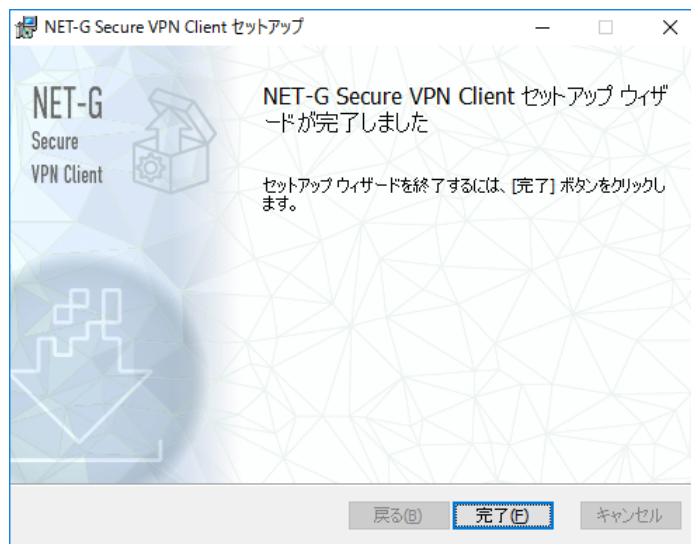 NET-G Secure VPN Client セットアップ
NET-G
Secure
VPN Client
NET-G Secure VPN Client セットアップ ウィザ
ードが完了しました
セットアップ ウィザードを終了するには、[完了] ボタンをクリックし
ます。
戻る(B) 完了(F) キャンセル